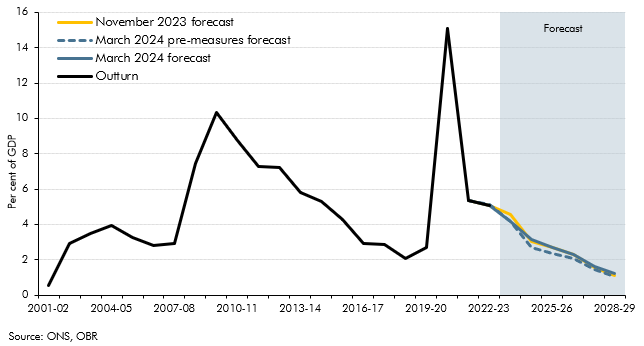 November 2023 forecast
March 2024 pre-measures forecast
March 2024 forecast
Outturn
Forecast
Per cent of GDP
16
14
12
10
8
6
4
2
0
2001-02 2004-05 2007-08 2010-11 2013-14 2016-17 2019-20 2022-23 2025-26 2028-29
Source: ONS, OBR